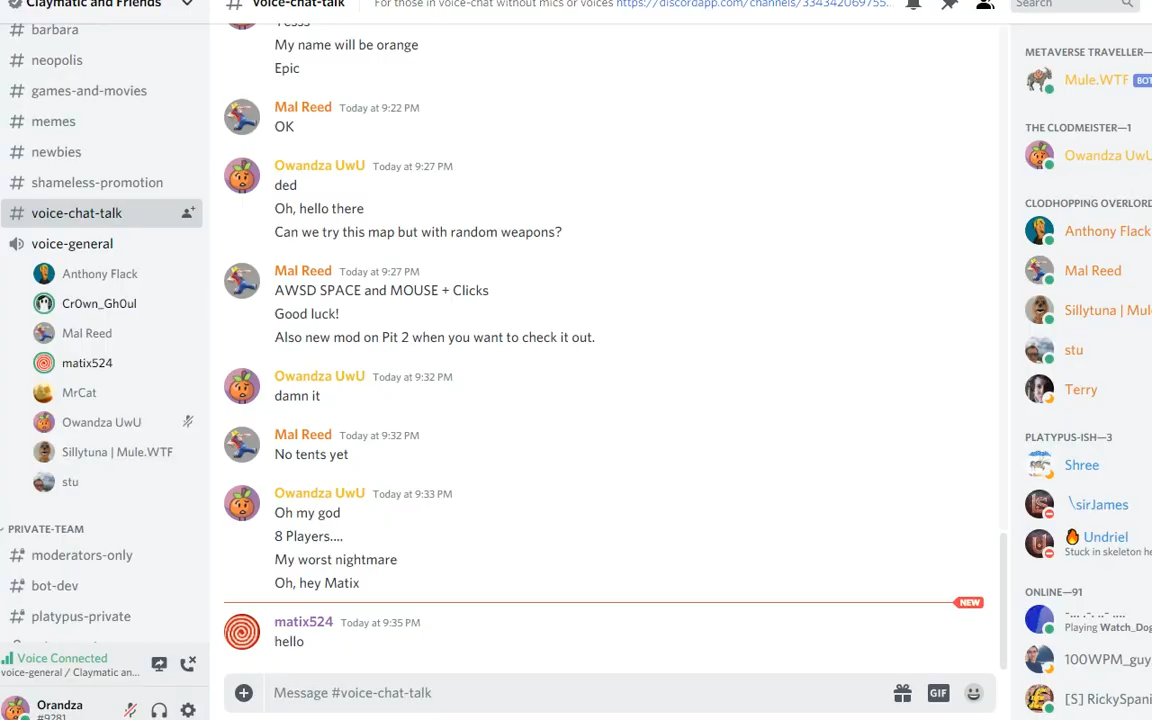 Claymatic and Friends
# barbara
# neopolis
# games-and-movies
# memes
# newbies
# shameless-promotion
# voice-chat-talk
voice-general
Anthony Flack
Cr0wn_Gh0ul
Mal Reed
matix524
MrCat
Owandza UwU
Sillytuna | Mule.WTF
stu
PRIVATE-TEAM
# moderators-only
# bot-dev
# platypus-private
Voice Connected
voice-general / Claymatic an...
Orandza
#9281
# voice-chat-talk
For those in voice-chat without mics or voices https://discordapp.com/channels/334342069755...
Search
Yesss
My name will be orange
Epic
Mal Reed Today at 9:22 PM
OK
Owandza UwU Today at 9:27 PM
ded
Oh, hello there
Can we try this map but with random weapons?
Mal Reed Today at 9:27 PM
AWSD SPACE and MOUSE + Clicks
Good luck!
Also new mod on Pit 2 when you want to check it out.
Owandza UwU Today at 9:32 PM
damn it
Mal Reed Today at 9:32 PM
No tents yet
Owandza UwU Today at 9:33 PM
Oh my god
8 Players....
My worst nightmare
Oh, hey Matix
NEW
matix524 Today at 9:35 PM
hello
Message #voice-chat-talk
GIF
METAVERSE TRAVELLER—
Mule.WTF BOT
THE CLODMEISTER—1
Owandza UwU
CLODHOPPING OVERLORD
Anthony Flack
Mal Reed
Sillytuna | Mul
stu
Terry
PLATYPUS-ISH—3
Shree
\sirJames
Undriel
Stuck in skeleton he
ONLINE—91
Playing Watch_Dog
100WPM_guy
[S] RickySpani